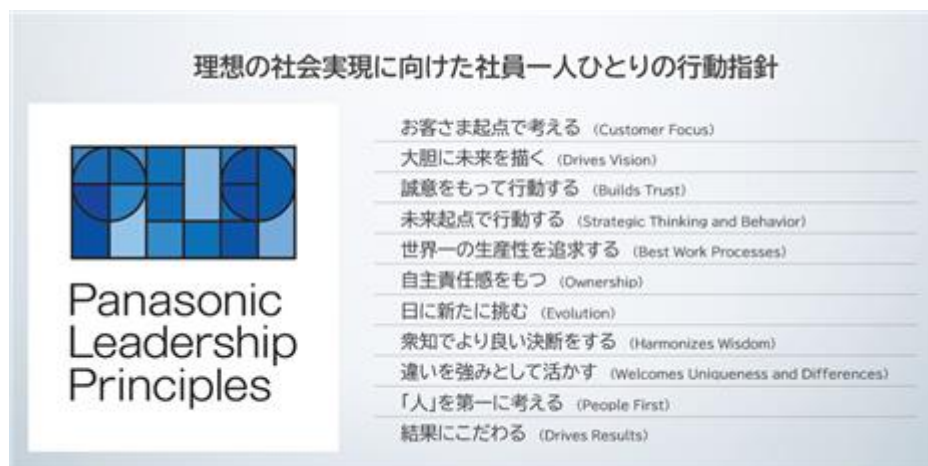 理想の社会実現に向けた社員一人ひとりの行動指針
Panasonic
Leadership
Principles
お客さま起点で考える (Customer Focus)
大胆に未来を描く (Drives Vision)
誠意をもって行動する (Builds Trust)
未来起点で行動する (Strategic Thinking and Behavior)
世界一の生産性を追求する (Best Work Processes)
自主責任感をもつ (Ownership)
日に新たに挑む (Evolution)
衆知でより良い決断をする (Harmonizes Wisdom)
違いを強みとして活かす (Welcomes Uniqueness and Differences)
「人」を第一に考える (People First)
結果にこだわる (Drives Results)